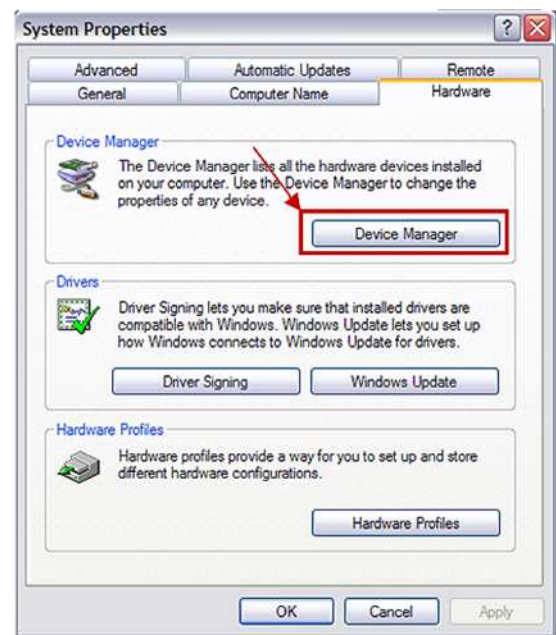 System Properties
?
X
Advanced
Automatic Updates
Remote
General
Computer Name
Hardware
Device Manager
The Device Manager lists all the hardware devices installed
on your computer. Use the Device Manager to change the
properties of any device.
Device Manager
Drivers
Driver Signing lets you make sure that installed drivers are
compatible with Windows. Windows Update lets you set up
how Windows connects to Windows Update for drivers.
Driver Signing
Windows Update
Hardware Profiles
Hardware profiles provide a way for you to set up and store
different hardware configurations.
Hardware Profiles
OK
Cancel
Apply